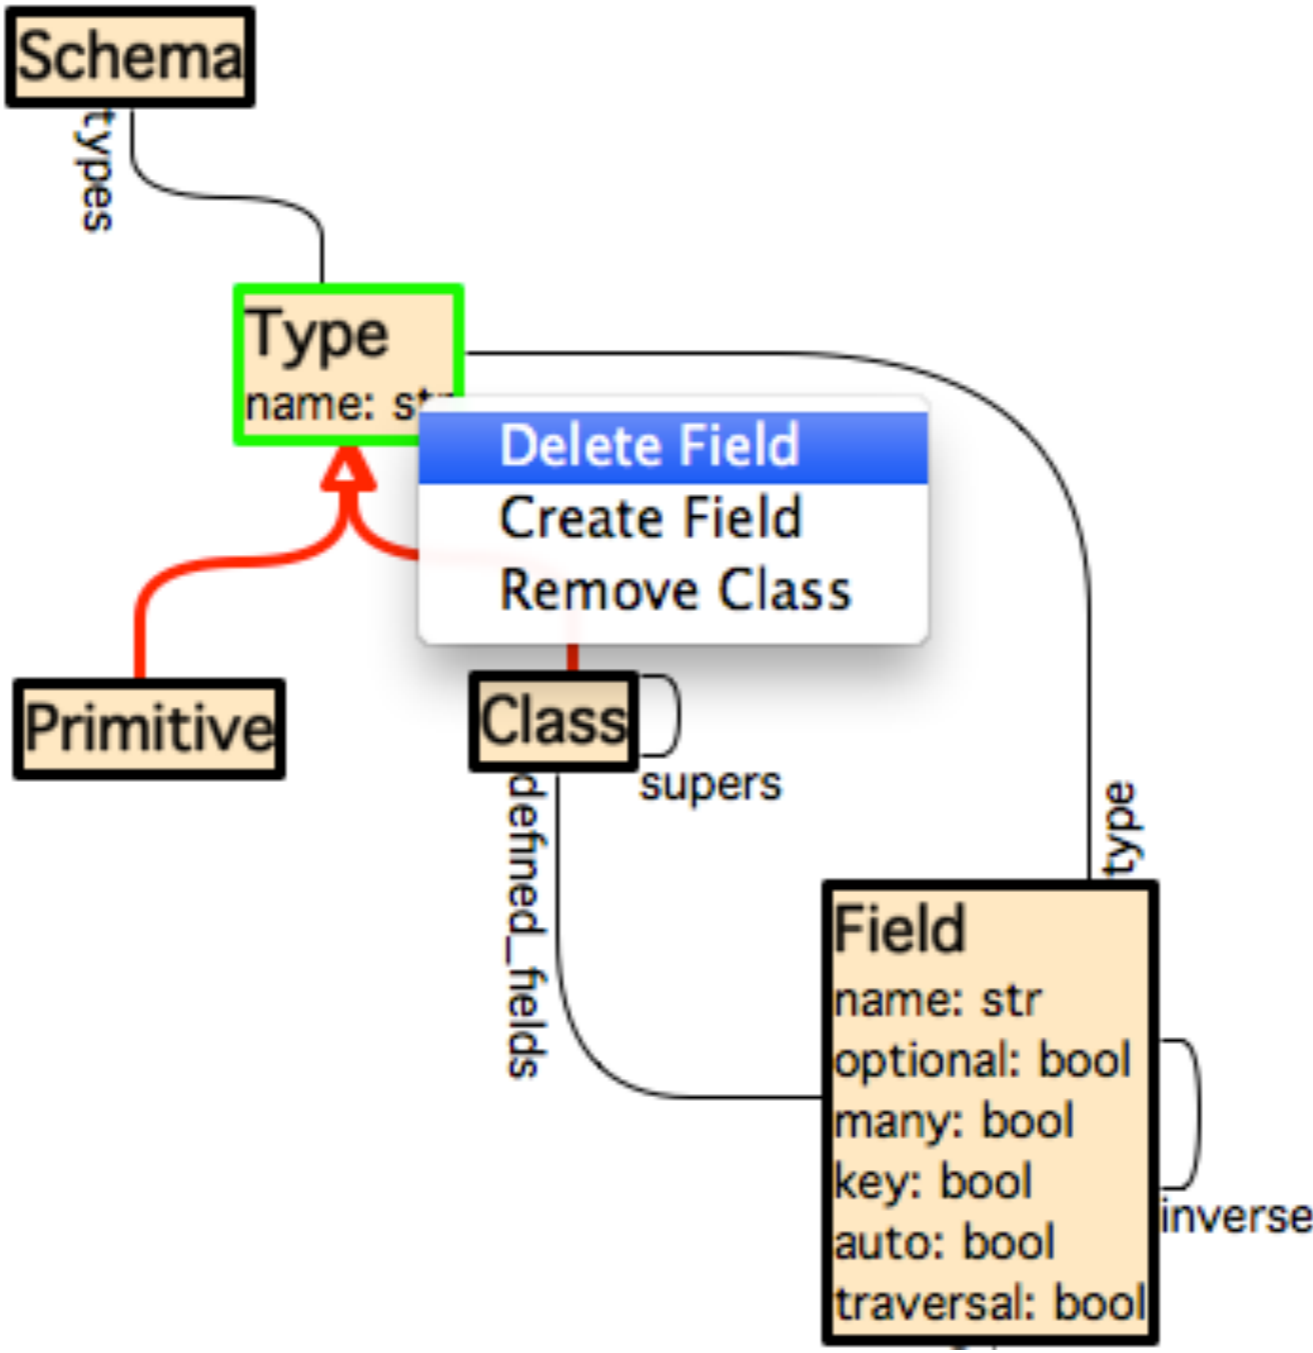 Schema
types
Type
name: str
Delete Field
Create Field
Remove Class
Primitive
Class
supers
defined_fields
type
Field
name: str
optional: bool
many: bool
key: bool
auto: bool
traversal: bool
inverse